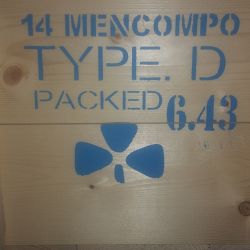 14 MENCOMPO
TYPE. D
PACKED 6.43